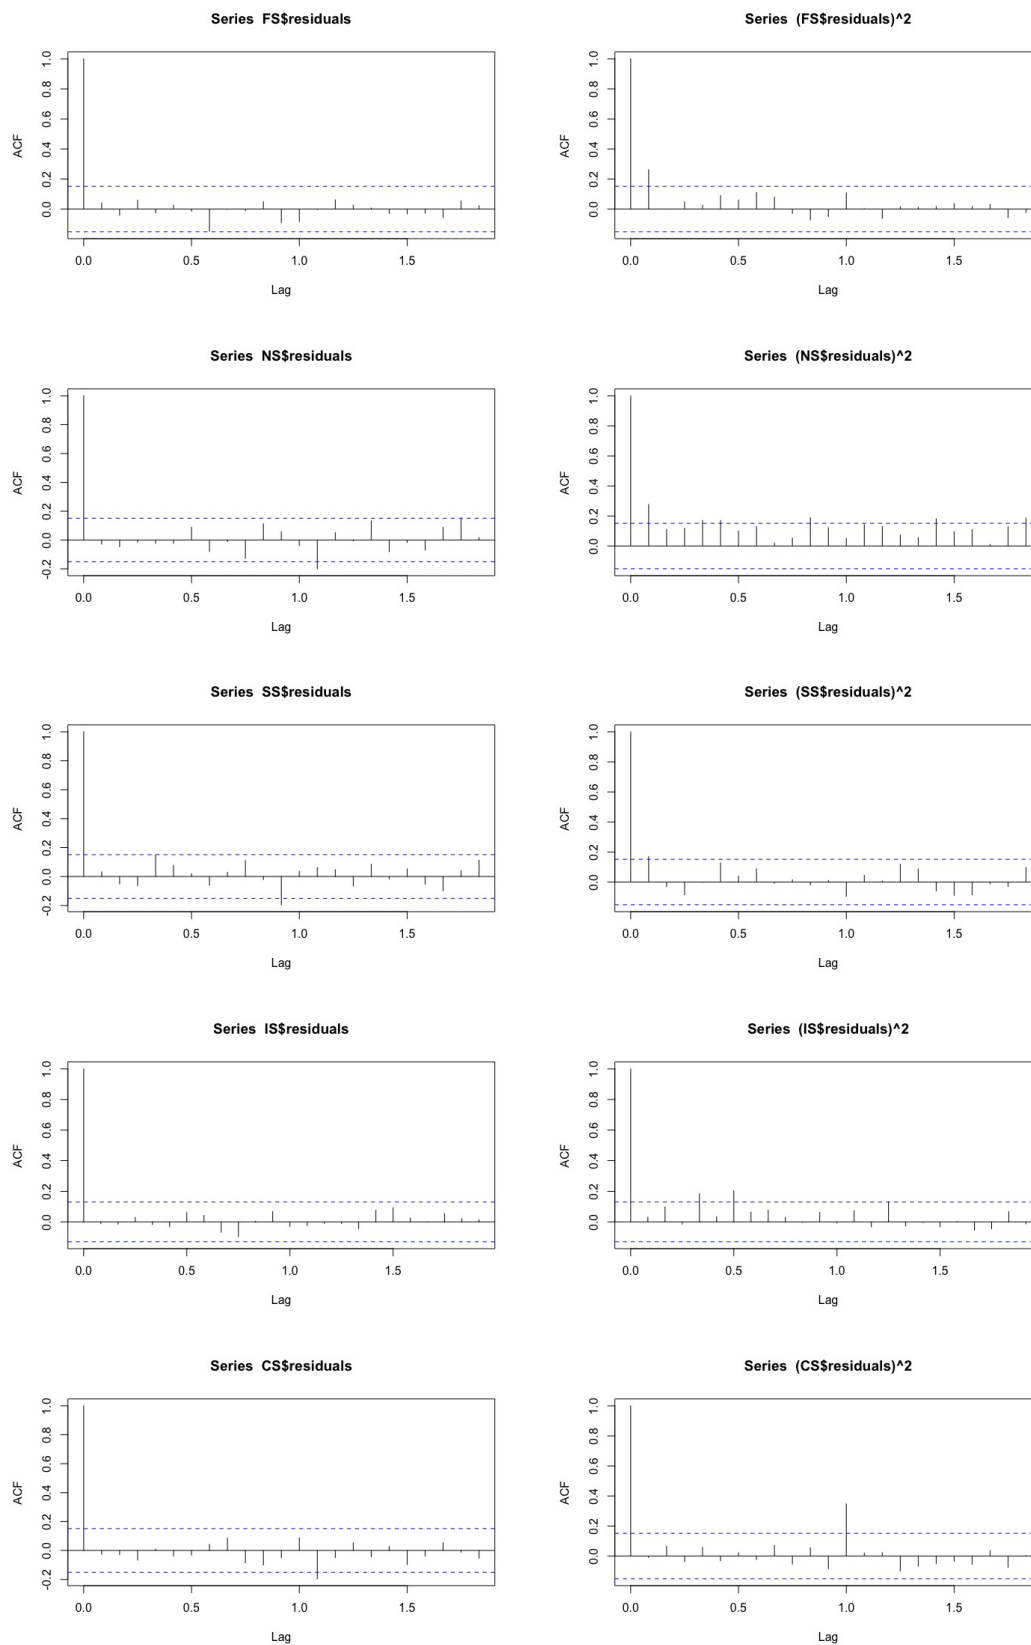 Series FS$residuals
ACF
1.0
0.8
0.6
0.4
0.2
0.0
0.0 0.5 1.0 1.5
Lag
Series (FS$residuals)^2
ACF
1.0
0.8
0.6
0.4
0.2
0.0
0.0 0.5 1.0 1.5
Lag
Series NS$residuals
ACF
1.0
0.8
0.6
0.4
0.2
0.0
-0.2
0.0 0.5 1.0 1.5
Lag
Series (NS$residuals)^2
ACF
1.0
0.8
0.6
0.4
0.2
0.0
0.0 0.5 1.0 1.5
Lag
Series SS$residuals
ACF
1.0
0.8
0.6
0.4
0.2
0.0
-0.2
0.0 0.5 1.0 1.5
Lag
Series (SS$residuals)^2
ACF
1.0
0.8
0.6
0.4
0.2
0.0
0.0 0.5 1.0 1.5
Lag
Series IS$residuals
ACF
1.0
0.8
0.6
0.4
0.2
0.0
0.0 0.5 1.0 1.5
Lag
Series (IS$residuals)^2
ACF
1.0
0.8
0.6
0.4
0.2
0.0
0.0 0.5 1.0 1.5
Lag
Series CS$residuals
ACF
1.0
0.8
0.6
0.4
0.2
0.0
-0.2
0.0 0.5 1.0 1.5
Lag
Series (CS$residuals)^2
ACF
1.0
0.8
0.6
0.4
0.2
0.0
0.0 0.5 1.0 1.5
Lag